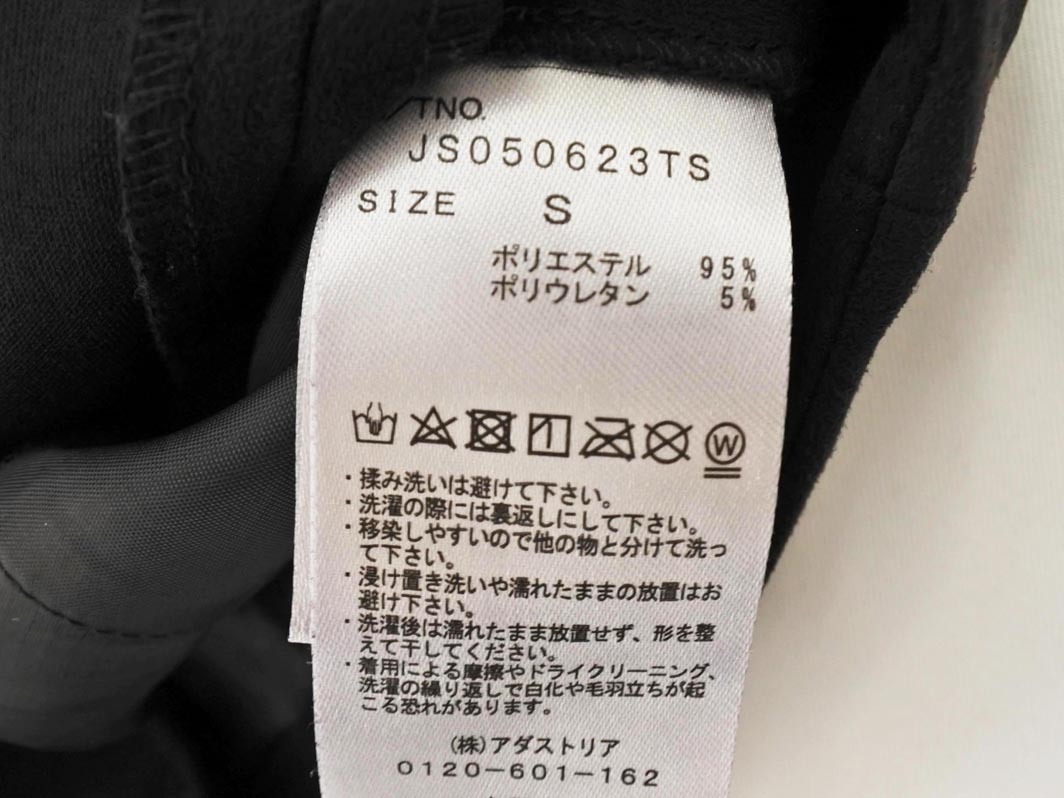 TNO.
JS050623TS
SIZE S
ポリエステル 95%
ポリウレタン 5%
W
・揉み洗いは避けて下さい。
・洗濯の際には裏返しにして下さい。
・移染しやすいので他の物と分けて洗っ
て下さい。
・浸け置き洗いや濡れたままの放置はお
避け下さい。
・洗濯後は濡れたまま放置せず、形を整
えて干してください。
・着用による摩擦やドライクリーニング、
洗濯の繰り返しで白化や毛羽立ちが起
こる恐れがあります。
(株)アダストリア
0120-601-162